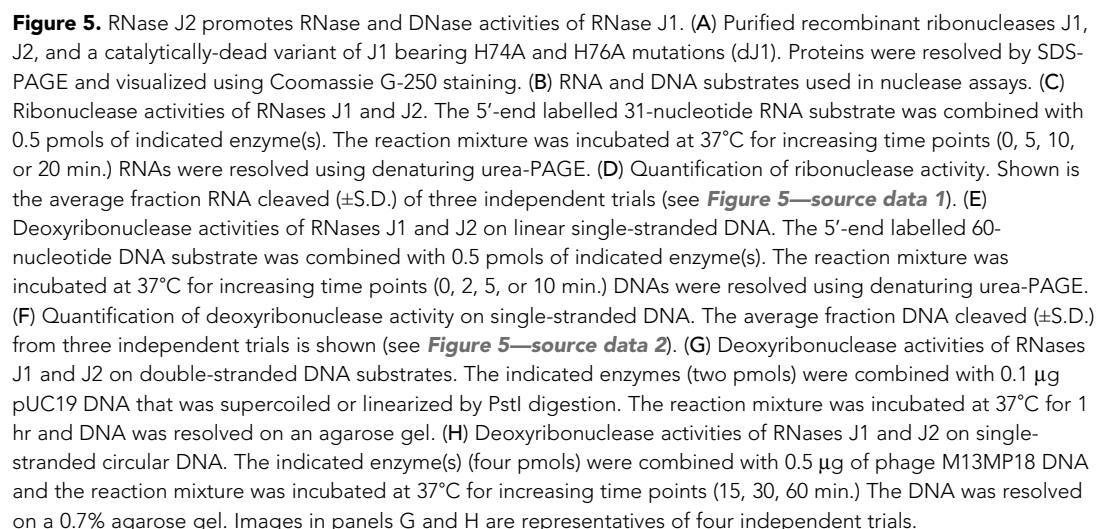 Figure 5. RNase J2 promotes RNase and DNase activities of RNase J1. (A) Purified recombinant ribonucleases J1,
J2, and a catalytically-dead variant of J1 bearing H74A and H76A mutations (dJ1). Proteins were resolved by SDS-
PAGE and visualized using Coomassie G-250 staining. (B) RNA and DNA substrates used in nuclease assays. (C)
Ribonuclease activities of RNases J1 and J2. The 5′-end labelled 31-nucleotide RNA substrate was combined with
0.5 pmols of indicated enzyme(s). The reaction mixture was incubated at 37˚C for increasing time points (0, 5, 10,
or 20 min.) RNAs were resolved using denaturing urea-PAGE. (D) Quantification of ribonuclease activity. Shown is
the average fraction RNA cleaved (±S.D.) of three independent trials (see Figure 5—source data 1). (E)
Deoxyribonuclease activities of RNases J1 and J2 on linear single-stranded DNA. The 5′-end labelled 60-
nucleotide DNA substrate was combined with 0.5 pmols of indicated enzyme(s). The reaction mixture was
incubated at 37˚C for increasing time points (0, 2, 5, or 10 min.) DNAs were resolved using denaturing urea-PAGE.
(F) Quantification of deoxyribonuclease activity on single-stranded DNA. The average fraction DNA cleaved (±S.D.)
from three independent trials is shown (see Figure 5—source data 2). (G) Deoxyribonuclease activities of RNases
J1 and J2 on double-stranded DNA substrates. The indicated enzymes (two pmols) were combined with 0.1 μg
pUC19 DNA that was supercoiled or linearized by PstI digestion. The reaction mixture was incubated at 37˚C for 1
hr and DNA was resolved on an agarose gel. (H) Deoxyribonuclease activities of RNases J1 and J2 on single-
stranded circular DNA. The indicated enzyme(s) (four pmols) were combined with 0.5 μg of phage M13MP18 DNA
and the reaction mixture was incubated at 37˚C for increasing time points (15, 30, 60 min.) The DNA was resolved
on a 0.7% agarose gel. Images in panels G and H are representatives of four independent trials.